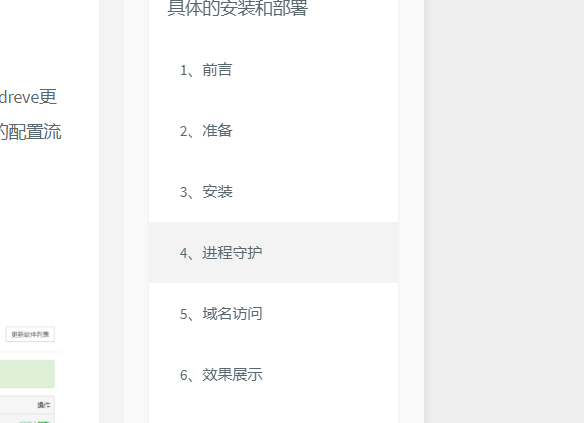 dreve更
的配置流
更新软件列表
操作
具体的安装和部署
1、前言
2、准备
3、安装
4、进程守护
5、域名访问
6、效果展示